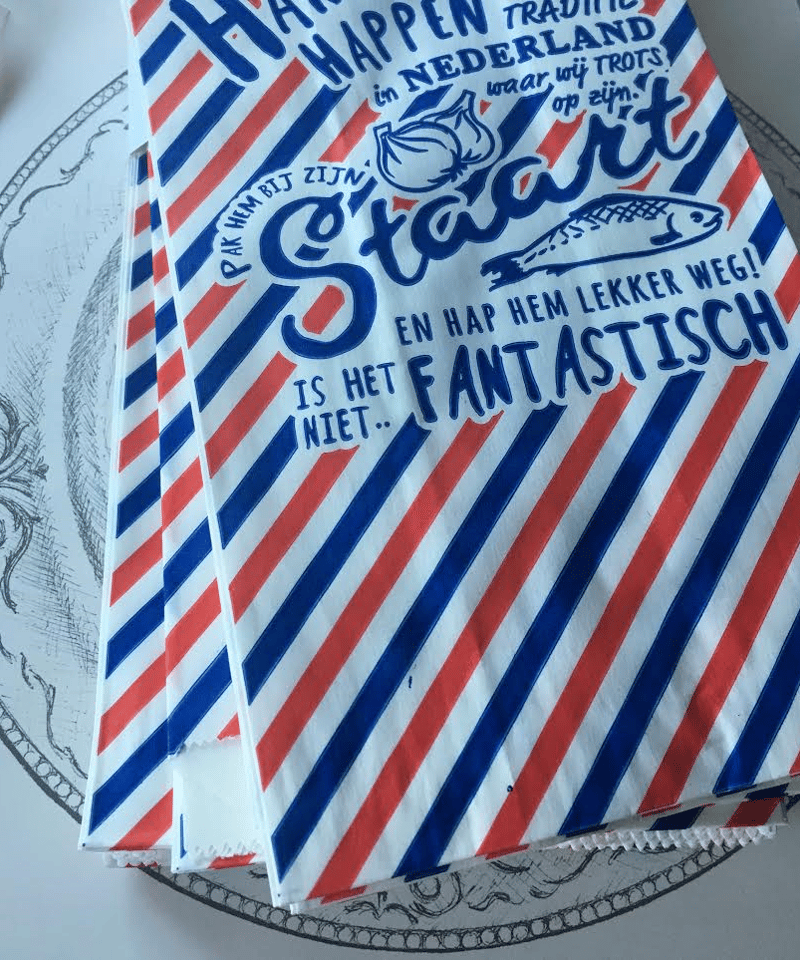 HAPPEN TRADITIE
in NEDERLAND
waar wij TROTS
op zijn.
PAK HEM BIJ ZIJN
Staart
EN HAP HEM LEKKER WEG!
IS HET
NIET.. FANTASTISCH